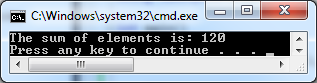 C:\Windows\system32\cmd.exe
The sum of elements is: 120
Press any key to continue . . .